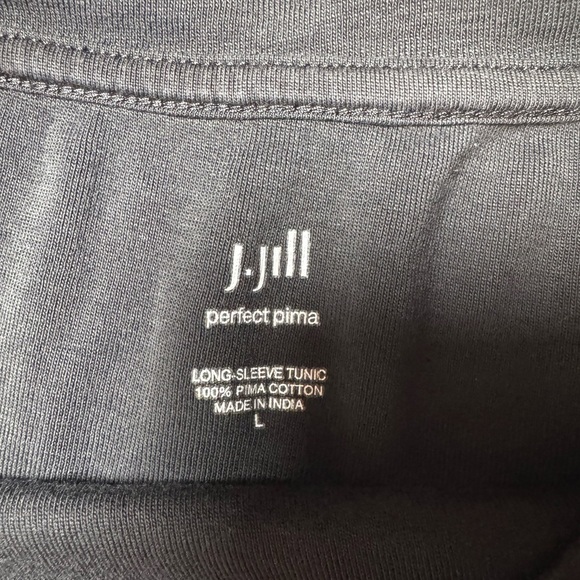 J.Jill
perfect pima
LONG-SLEEVE TUNIC
100% PIMA COTTON
MADE IN INDIA
L